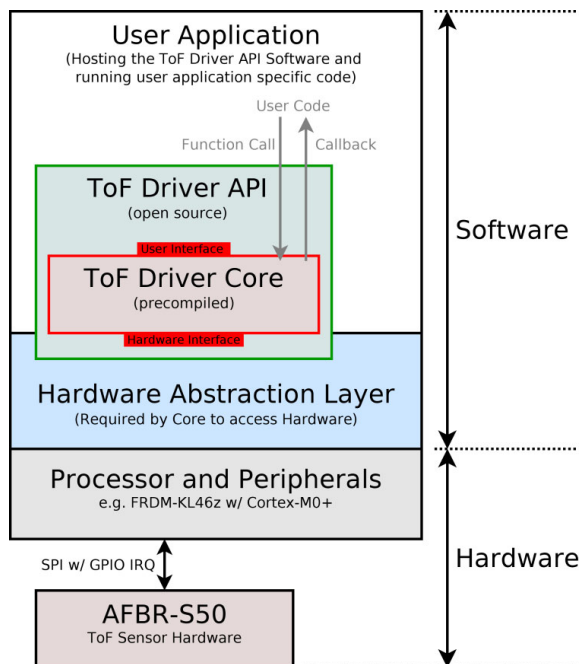 User Application
(Hosting the ToF Driver API Software and
running user application specific code)
User Code
Function Call
Callback
ToF Driver API
(open source)
User Interface
ToF Driver Core
(precompiled)
Hardware Interface
Software
Hardware Abstraction Layer
(Required by Core to access Hardware)
Processor and Peripherals
e.g. FRDM-KL46z w/ Cortex-M0+
SPI w/ GPIO IRQ
Hardware
AFBR-S50
ToF Sensor Hardware